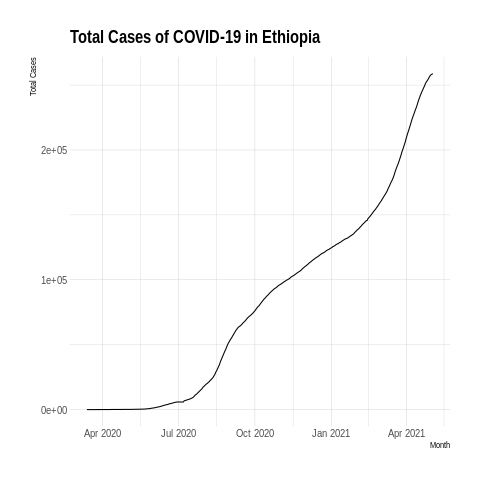 Total Cases of COVID-19 in Ethiopia
Total Cases
2e+05
1e+05
0e+00
Apr 2020 Jul 2020 Oct 2020 Jan 2021 Apr 2021
Month